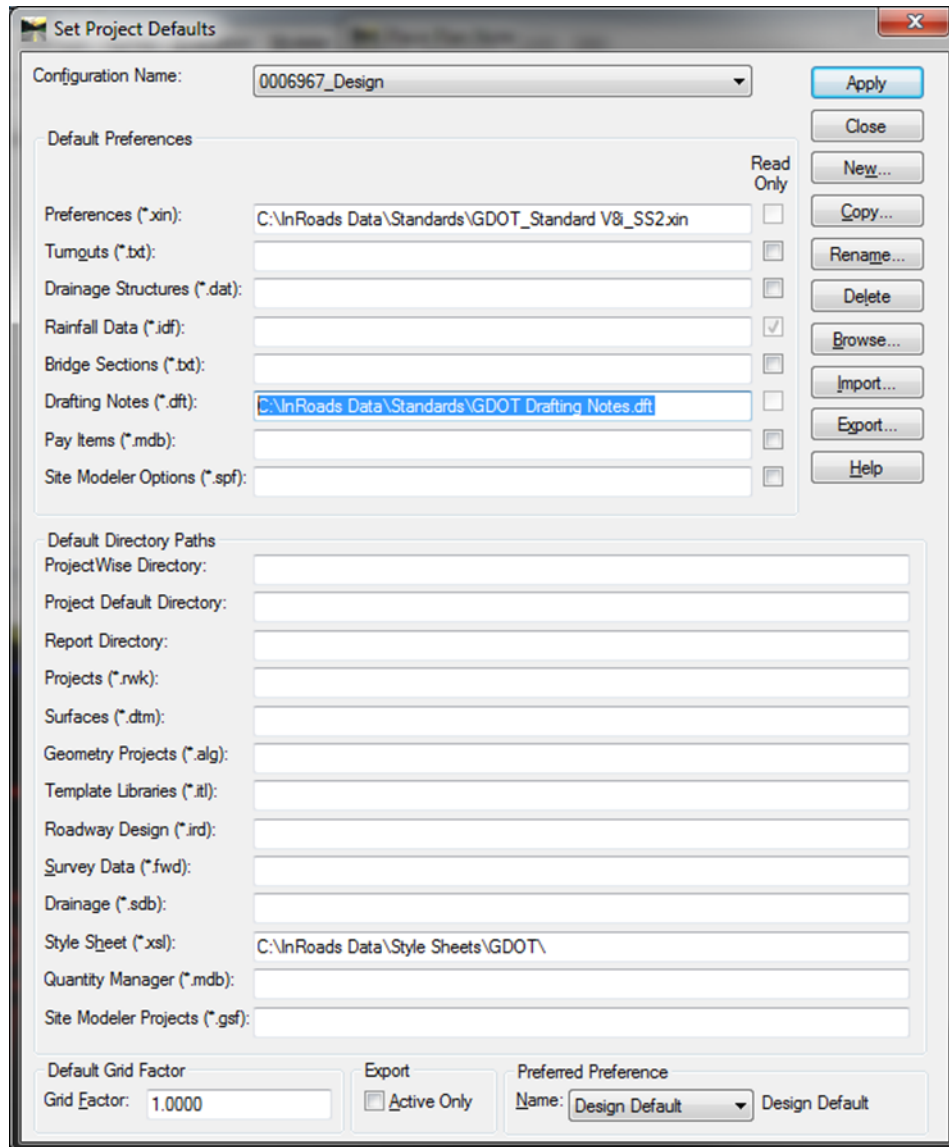 Set Project Defaults
Configuration Name: 0006967_Design
Apply
Close
Default Preferences
Read Only
New...
Preferences (*.xin): C:\InRoads Data\Standards\GDOT_Standard V8i_SS2.xin
Copy...
Turnouts (*.txt):
Rename...
Drainage Structures (*.dat):
Delete
Rainfall Data (*.idf):
Browse...
Bridge Sections (*.txt):
Import...
Drafting Notes (*.dft): C:\InRoads Data\Standards\GDOT Drafting Notes.dft
Export...
Pay Items (*.mdb):
Help
Site Modeler Options (*.spf):
Default Directory Paths
ProjectWise Directory:
Project Default Directory:
Report Directory:
Projects (*.rwk):
Surfaces (*.dtm):
Geometry Projects (*.alg):
Template Libraries (*.itl):
Roadway Design (*.ird):
Survey Data (*.fwd):
Drainage (*.sdb):
Style Sheet (*.xsl): C:\InRoads Data\Style Sheets\GDOT\
Quantity Manager (*.mdb):
Site Modeler Projects (*.gsf):
Default Grid Factor
Grid Factor: 1.0000
Export
Active Only
Preferred Preference
Name: Design Default Design Default